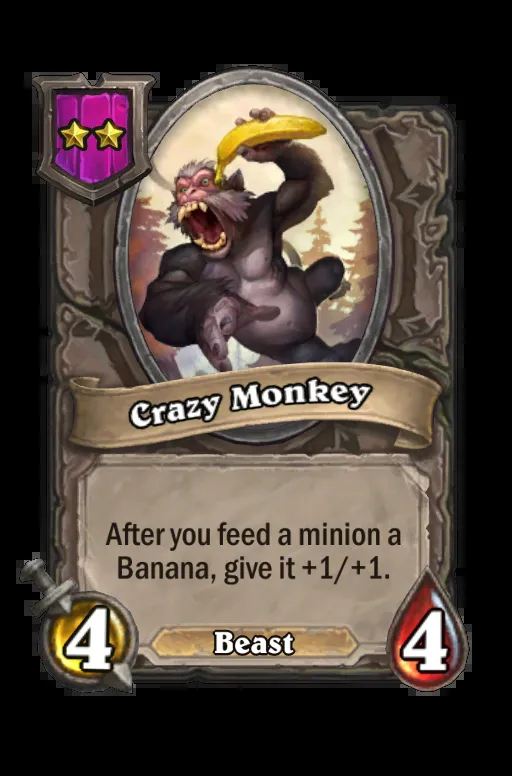 Crazy Monkey
After you feed a minion a
Banana, give it +1/+1.
4
Beast
4